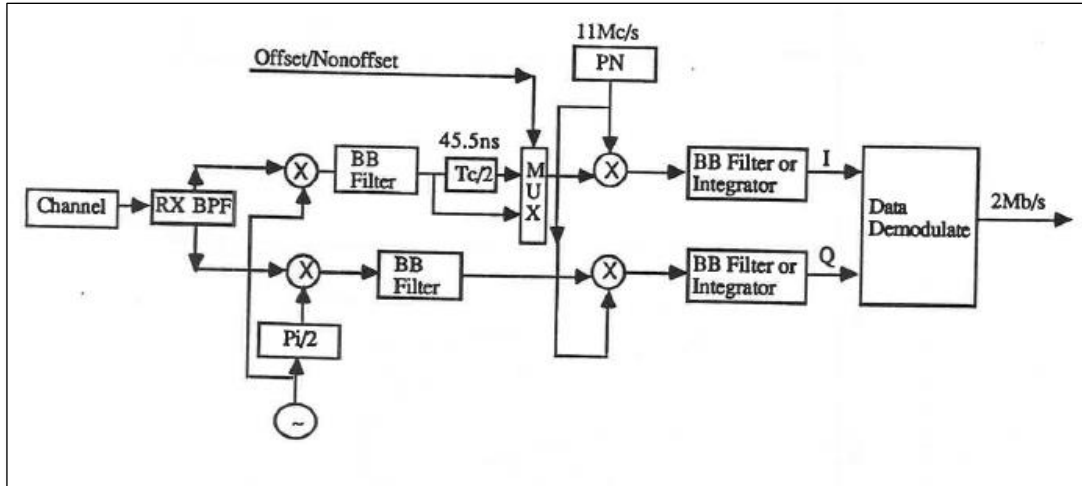 11Mc/s
PN
Offset/Nonoffset
45.5ns
BB
Filter
Tc/2
M
U
X
X
X
BB Filter or
Integrator
I
Channel
RX BPF
Data
Demodulate
2Mb/s
X
BB
Filter
X
BB Filter or
Integrator
Q
Pi/2
~